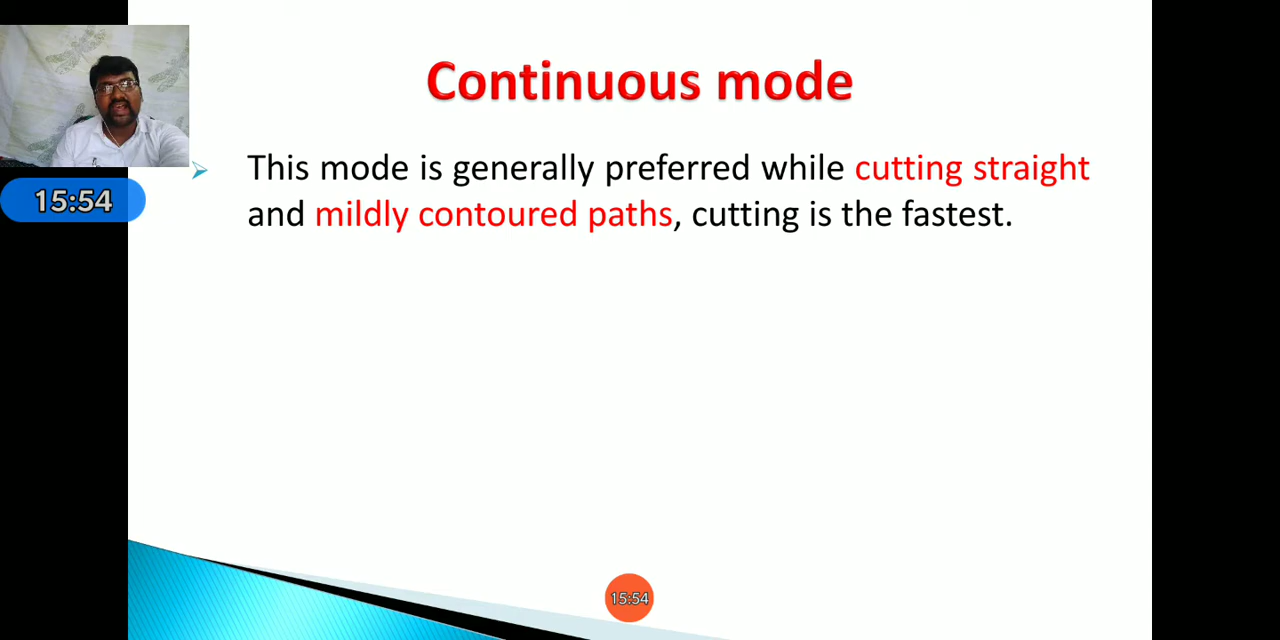 Continuous mode
This mode is generally preferred while cutting straight
and mildly contoured paths, cutting is the fastest.
15:54
15:54